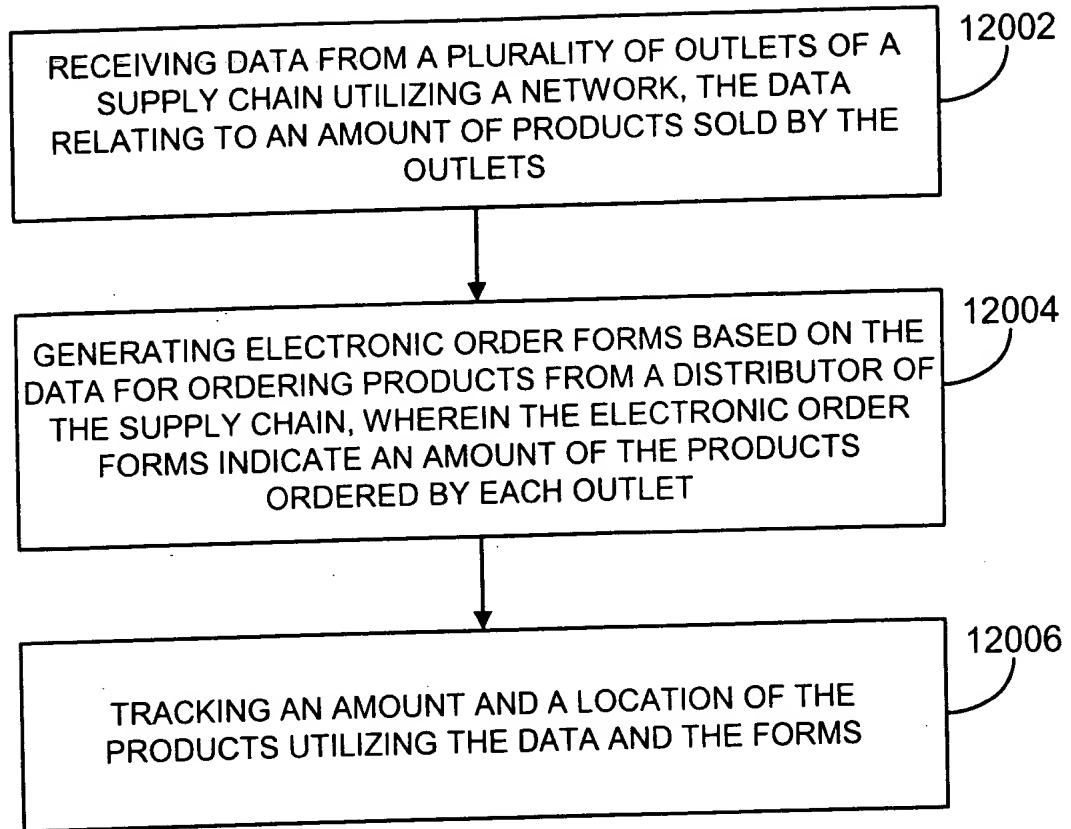 12002
RECEIVING DATA FROM A PLURALITY OF OUTLETS OF A
SUPPLY CHAIN UTILIZING A NETWORK, THE DATA
RELATING TO AN AMOUNT OF PRODUCTS SOLD BY THE
OUTLETS
12004
GENERATING ELECTRONIC ORDER FORMS BASED ON THE
DATA FOR ORDERING PRODUCTS FROM A DISTRIBUTOR OF
THE SUPPLY CHAIN, WHEREIN THE ELECTRONIC ORDER
FORMS INDICATE AN AMOUNT OF THE PRODUCTS
ORDERED BY EACH OUTLET
12006
TRACKING AN AMOUNT AND A LOCATION OF THE
PRODUCTS UTILIZING THE DATA AND THE FORMS